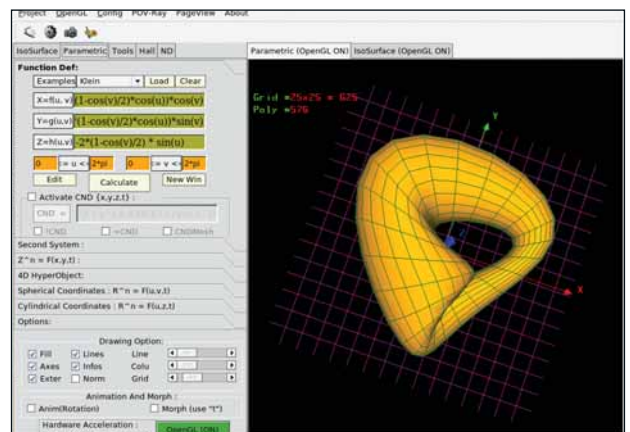 Project OpenGL Config POV-Ray PageView About
IsoSurface Parametric Tools Hall ND
Parametric (OpenGL ON) IsoSurface (OpenGL ON)
Function Def:
Examples Klein Load Clear
X=f(u,v) (1-cos(v)/2)*cos(u))*cos(v)
Y=g(u,v) (1-cos(v)/2)*cos(u))*sin(v)
Z=h(u,v) -2*(1-cos(v)/2) * sin(u)
0 <= u <= 2*pi 0 <= v <= 2*pi
Edit Calculate New Win
Activate CND {x,y,z,t} :
CND =
!CND =CND CNDMesh
Second System :
Z^n = F(x,y,t) :
4D HyperObject:
Spherical Coordinates : R^n = F(u,v,t)
Cylindrical Coordinates : R^n = F(u,z,t)
Options:
Drawing Option:
Fill Lines Line
Axes Infos Colu
Exter Norm Grid
Animation And Morph :
Anim(Rotation) Morph (use "t")
Hardware Acceleration :
OpenGL (ON)
Grid =25x25 = 625
Poly =576
Y
Z
X